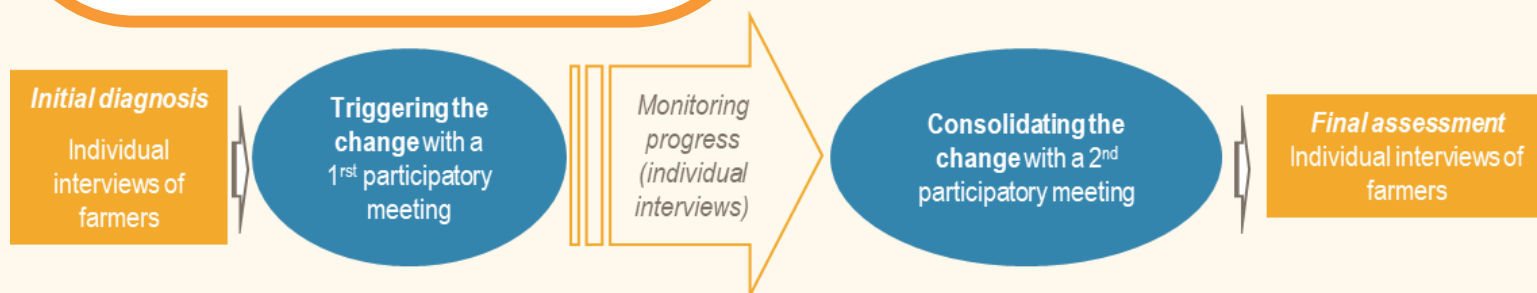 Initial diagnosis
Individual
interviews of
farmers
Triggering the
change with a
1rst participatory
meeting
Monitoring
progress
(individual
interviews)
Consolidating the
change with a 2nd
participatory meeting
Final assessment
Individual interviews of
farmers